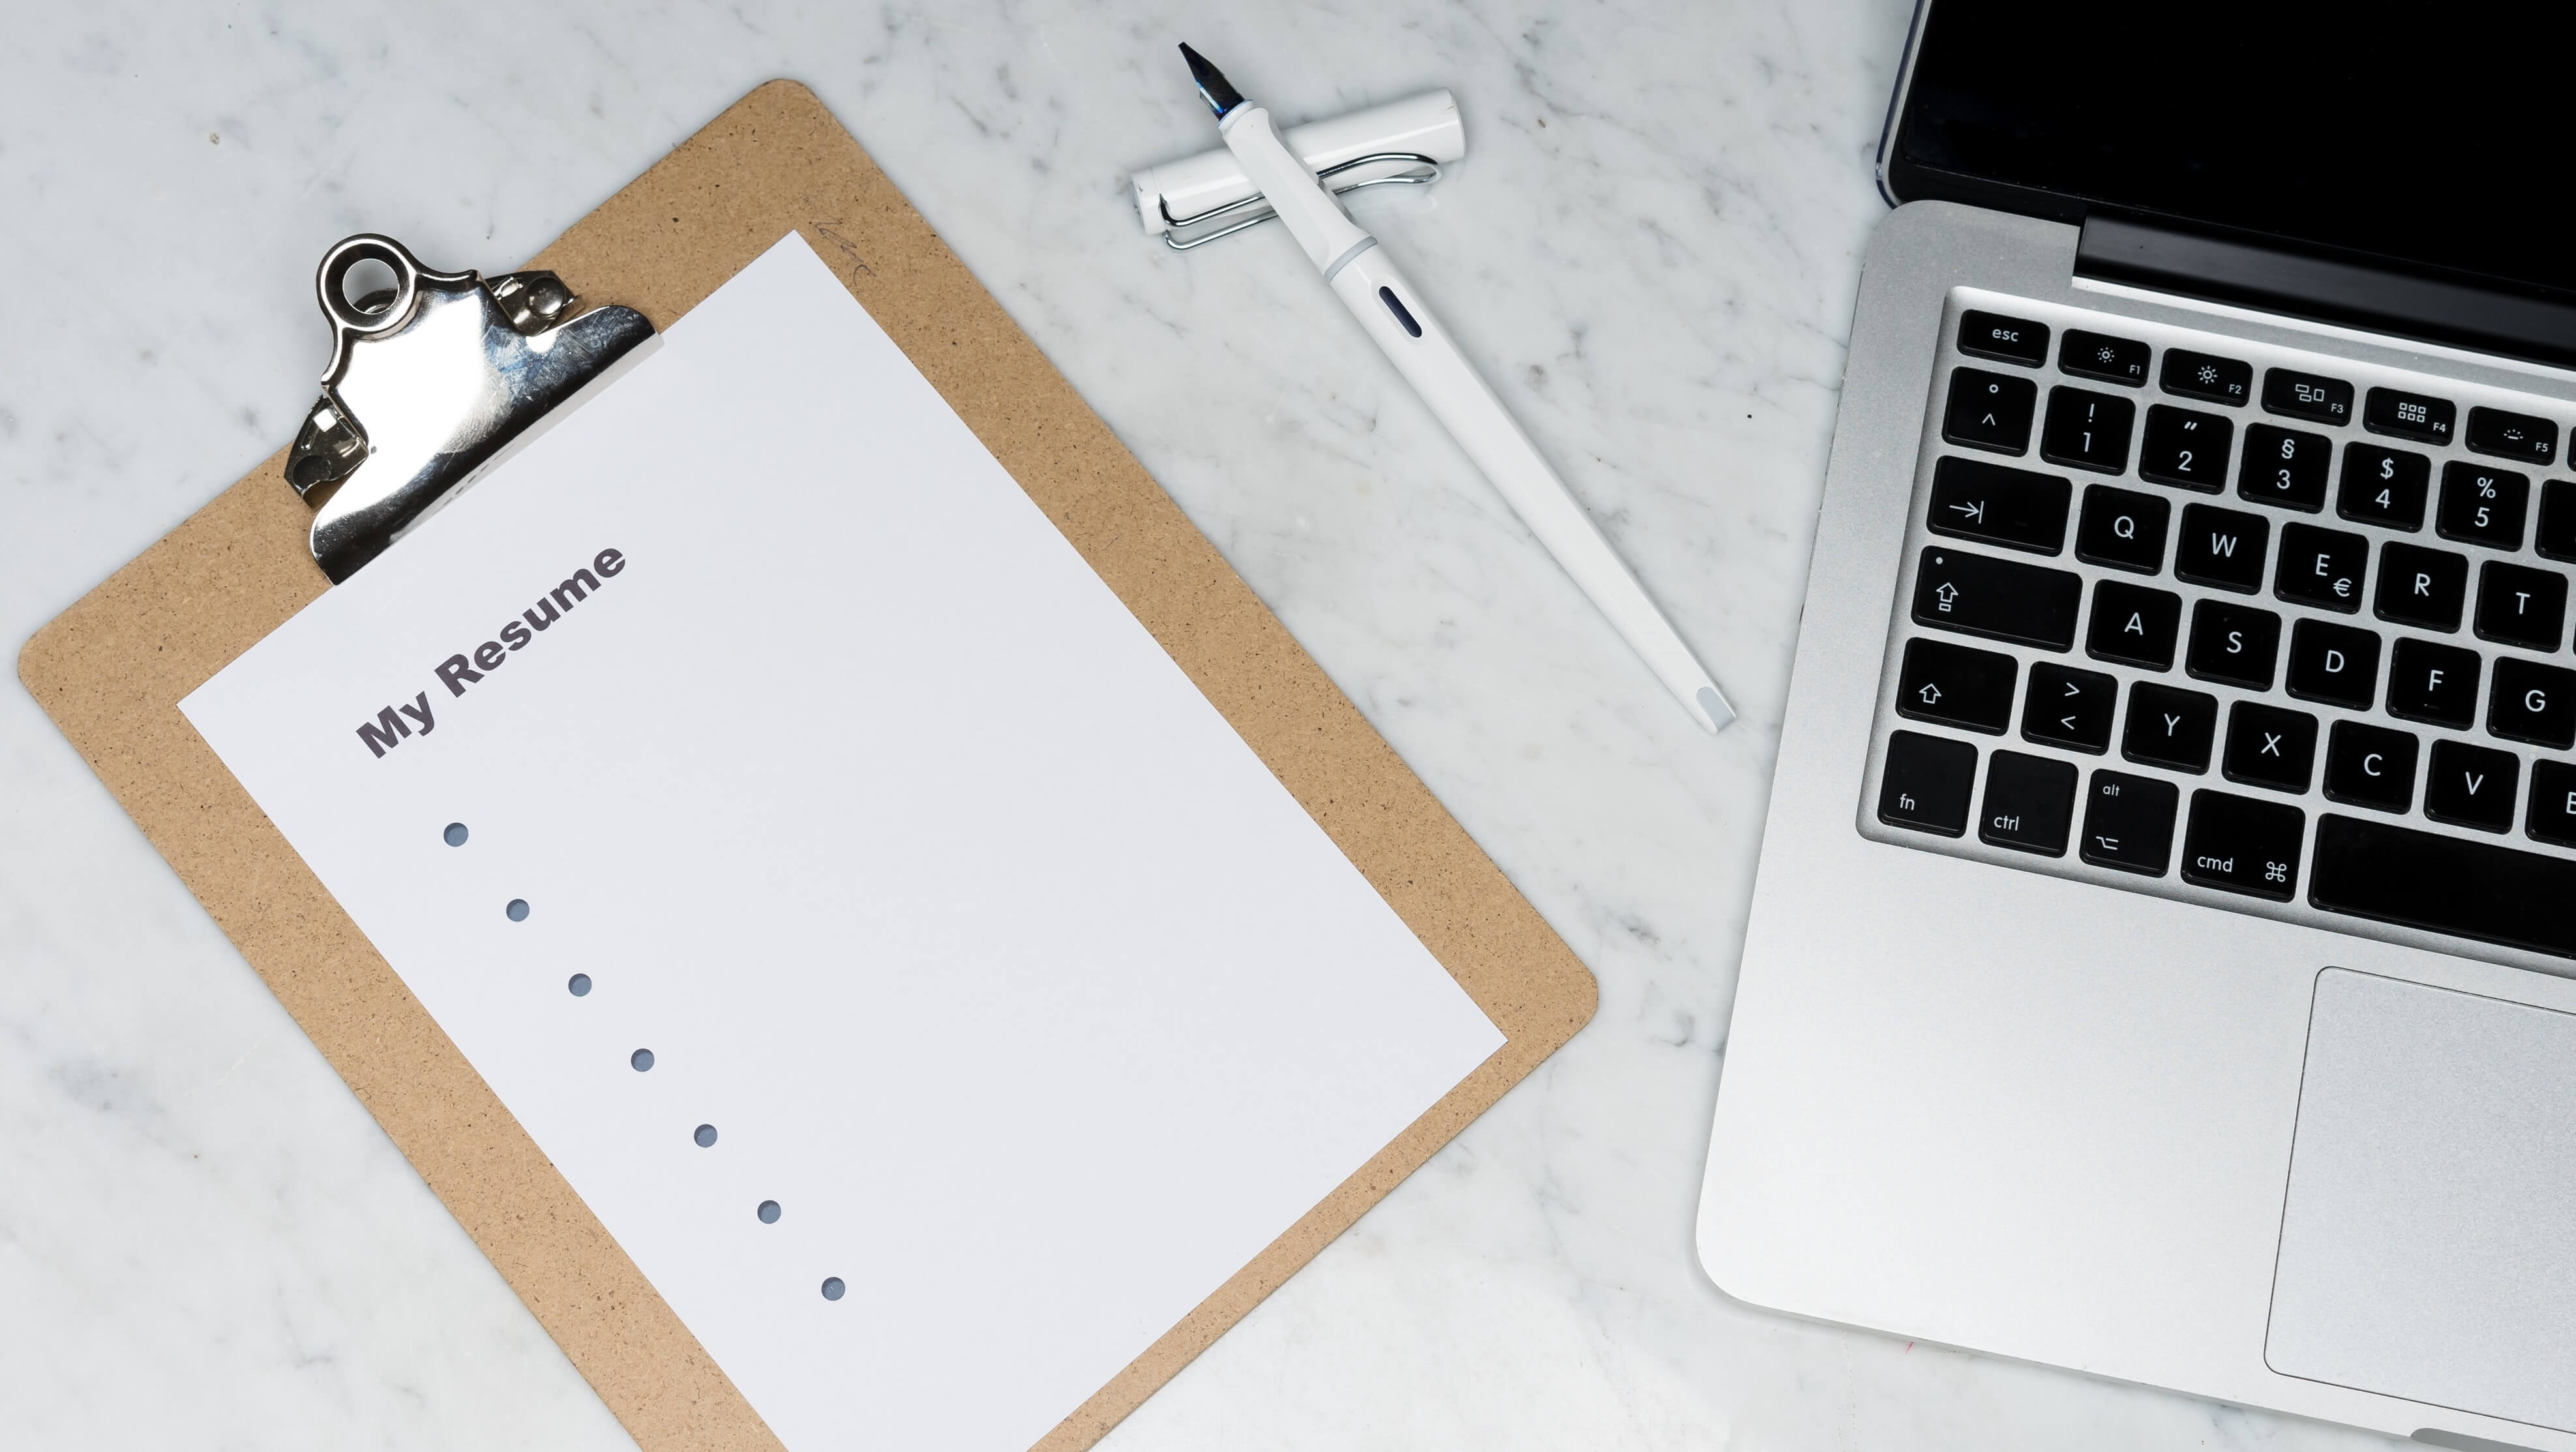 My Resume
esc
F1 F2 F3 F4 F5
° ! " § $ %
^ 1 2 3 4 5
Q W E € R T
A S D F G
> <
Y X C V
fn ctrl alt cmd ⌘